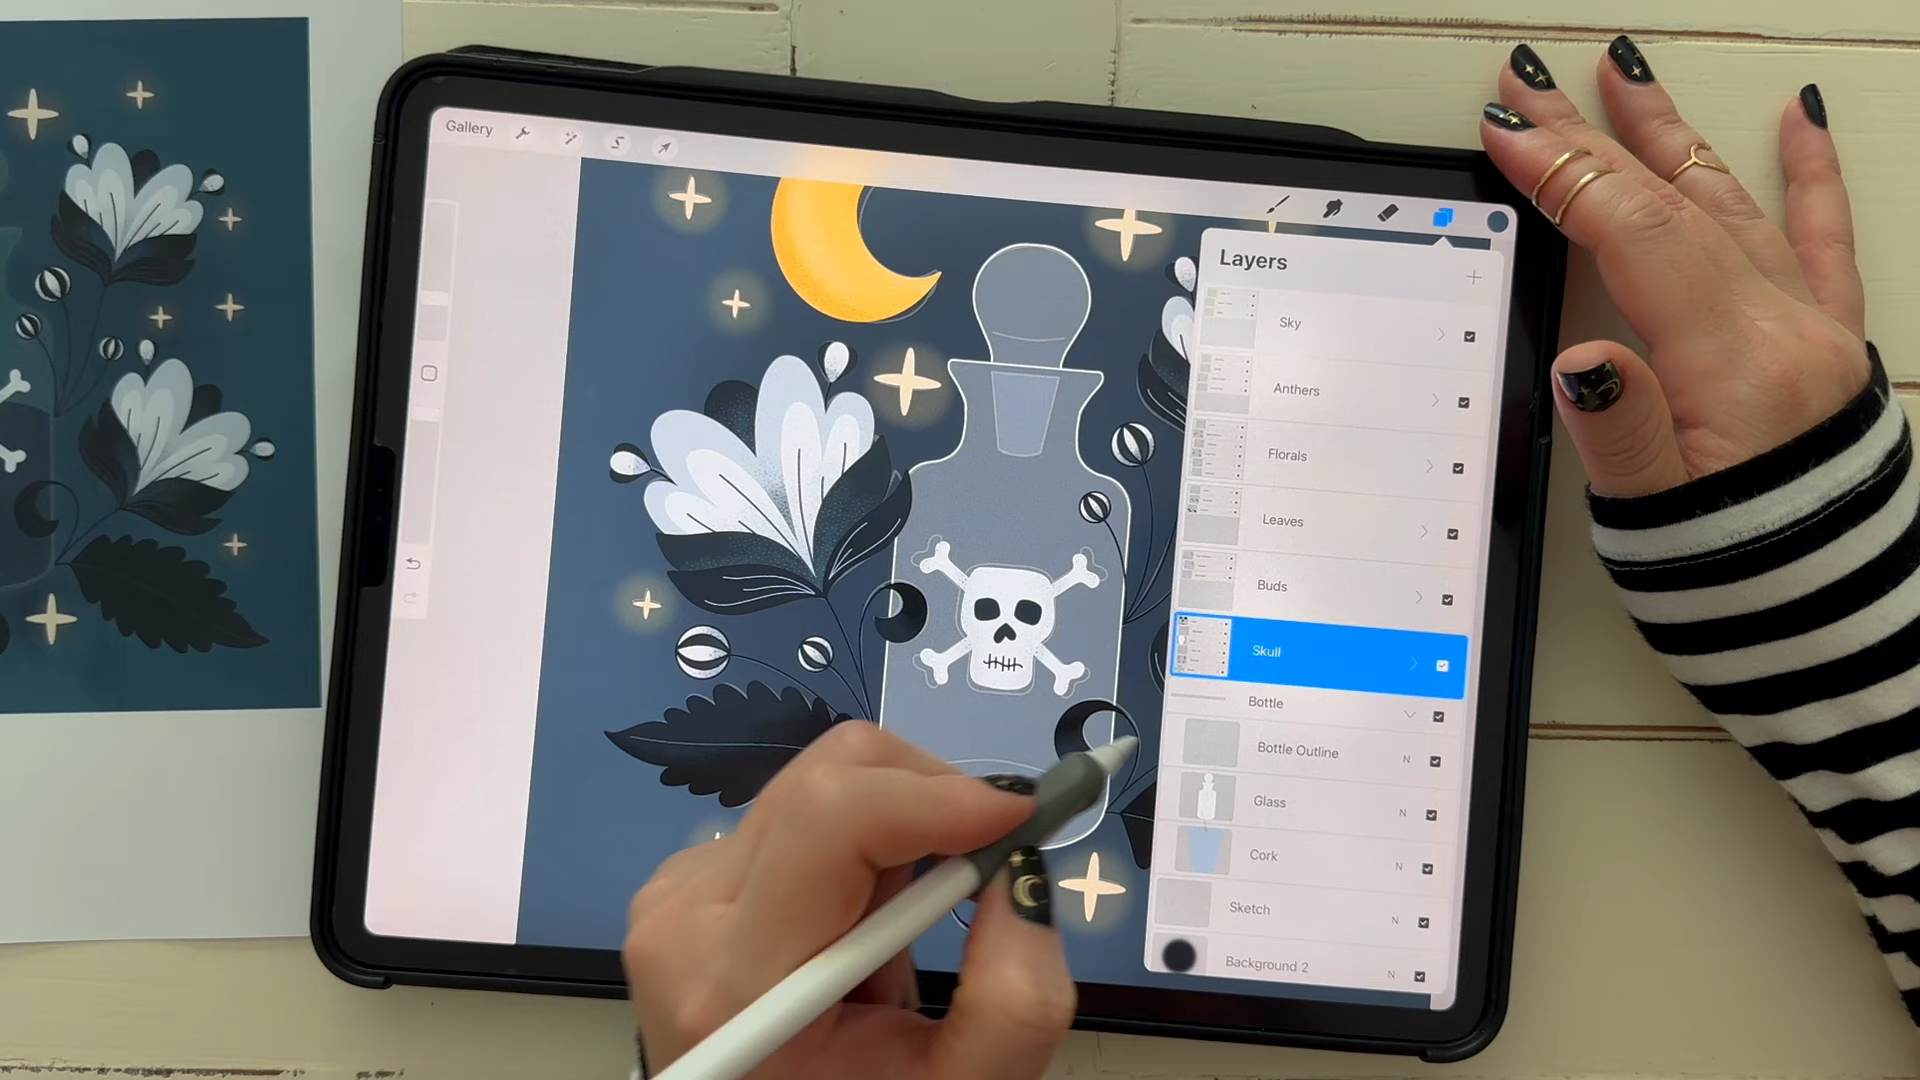 Gallery
Layers
Sky
Anthers
Florals
Leaves
Buds
Skull
Bottle
Bottle Outline N
Glass N
Cork N
Sketch N
Background 2 N